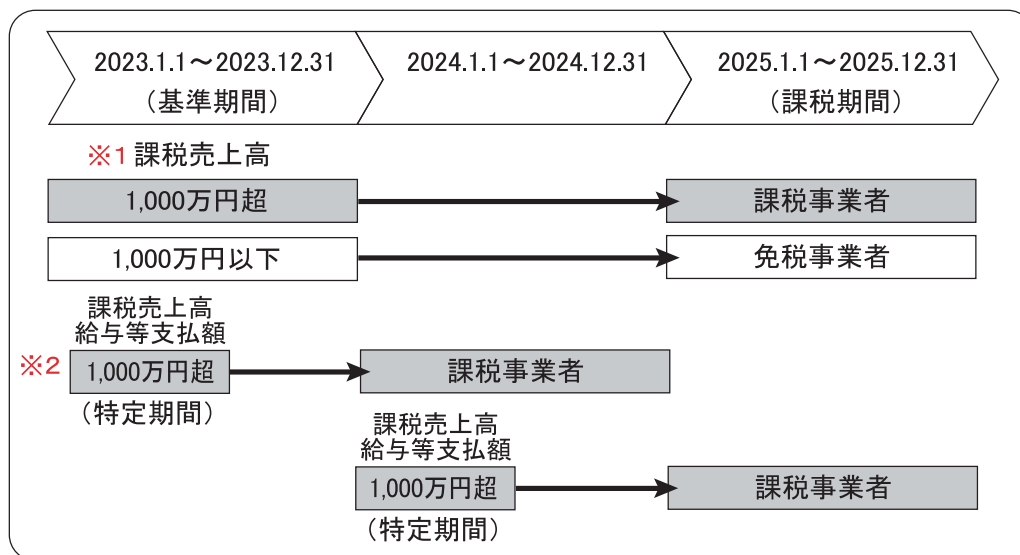 2023.1.1～2023.12.31
（基準期間）
2024.1.1～2024.12.31
2025.1.1～2025.12.31
（課税期間）
※1 課税売上高
1,000万円超
課税事業者
1,000万円以下
免税事業者
課税売上高
給与等支払額
※2
1,000万円超
課税事業者
（特定期間）
課税売上高
給与等支払額
1,000万円超
課税事業者
（特定期間）